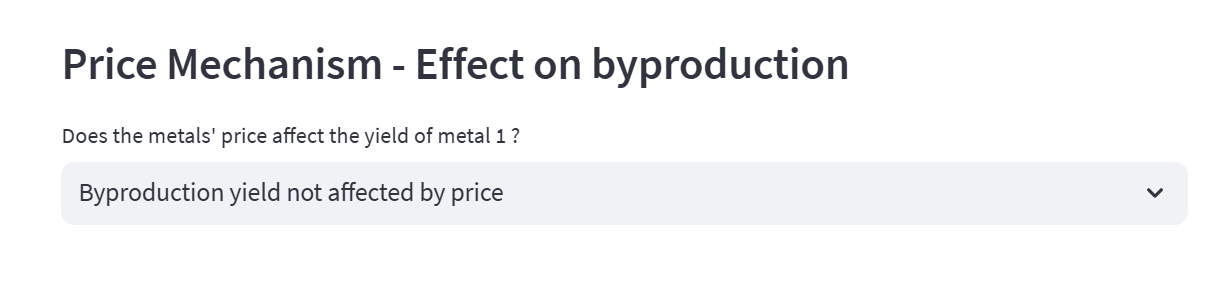 Price Mechanism - Effect on byproduction
Does the metals' price affect the yield of metal 1 ?
Byproduction yield not affected by price